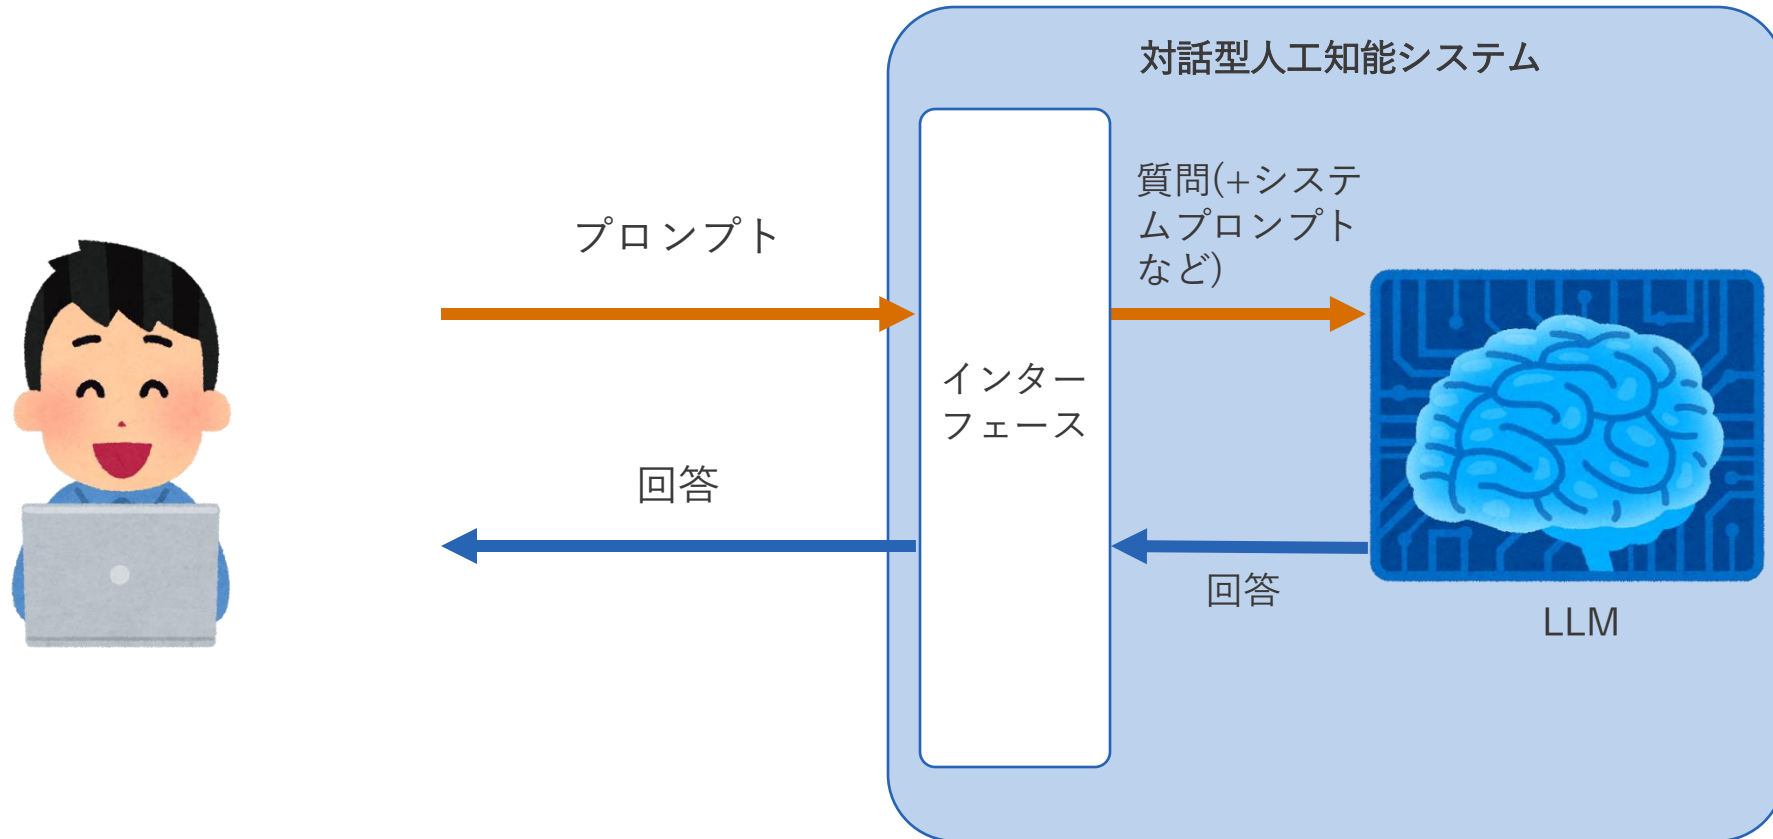 対話型人工知能システム
プロンプト
質問(+システ
ムプロンプト
など)
インター
フェース
回答
回答
LLM